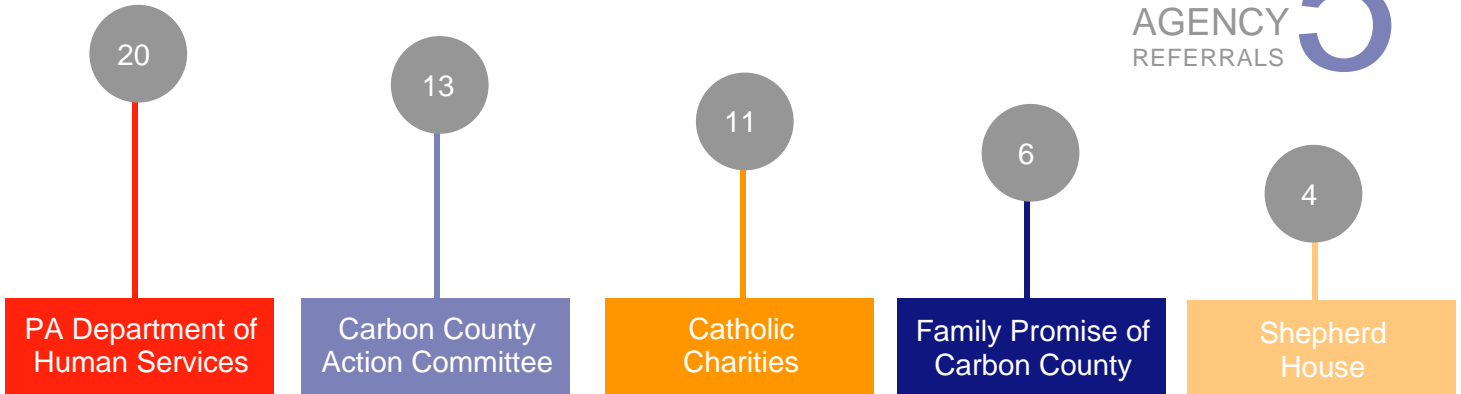 AGENCY
REFERRALS
5
20
13
11
6
4
PA Department of
Human Services
Carbon County
Action Committee
Catholic
Charities
Family Promise of
Carbon County
Shepherd
House